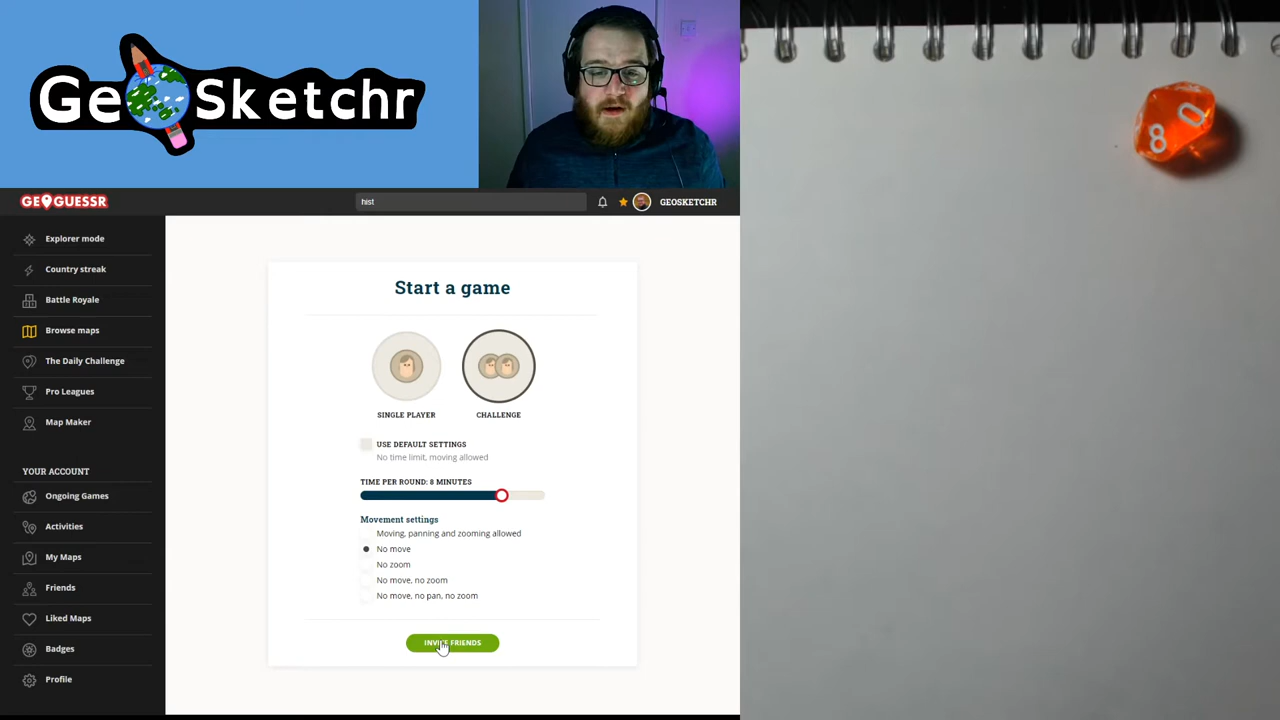 GeoSketchr
GEOGUESSR
hist
GEOSKETCHR
Explorer mode
Country streak
Battle Royale
Browse maps
The Daily Challenge
Pro Leagues
Map Maker
YOUR ACCOUNT
Ongoing Games
Activities
My Maps
Friends
Liked Maps
Badges
Profile
Start a game
SINGLE PLAYER
CHALLENGE
USE DEFAULT SETTINGS
No time limit, moving allowed
TIME PER ROUND: 8 MINUTES
Movement settings
Moving, panning and zooming allowed
No move
No zoom
No move, no zoom
No move, no pan, no zoom
INVITE FRIENDS
8
0